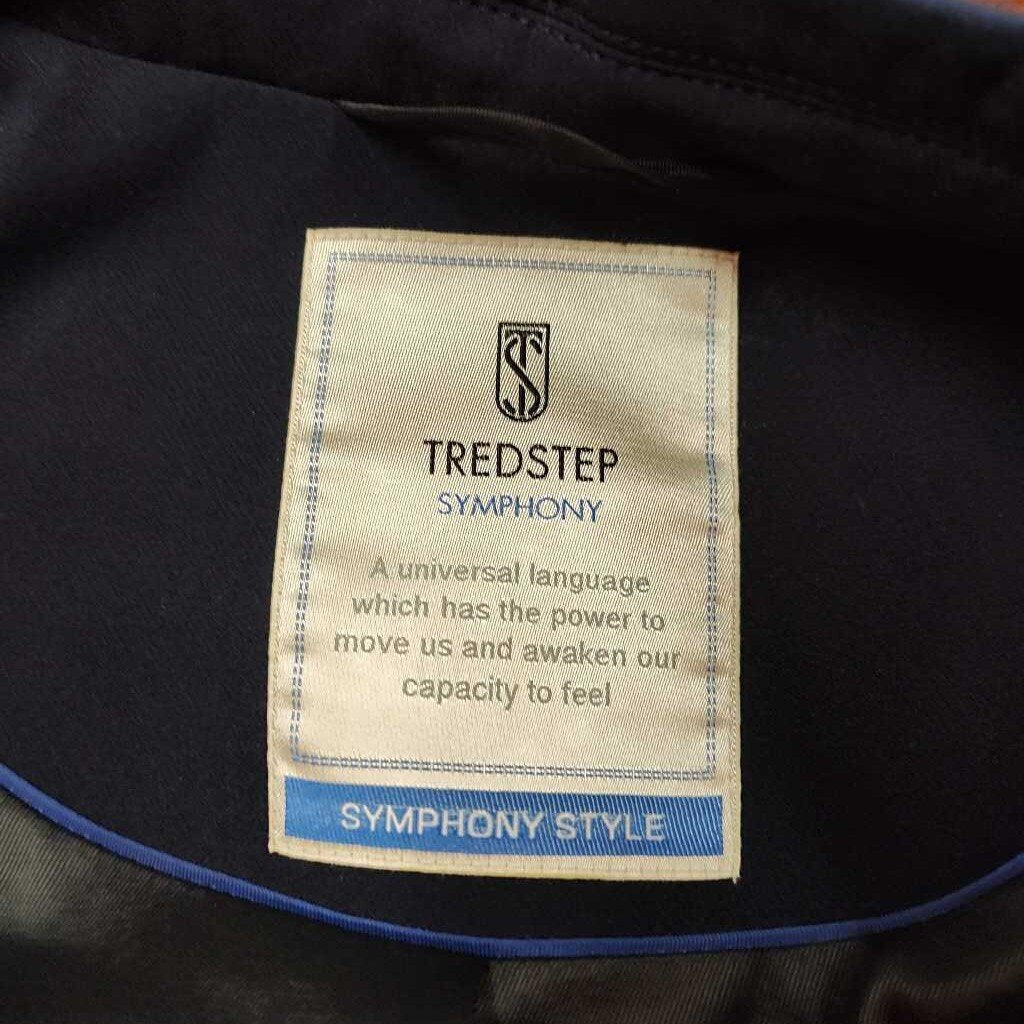 TS
TREDSTEP
SYMPHONY
A universal language
which has the power to
move us and awaken our
capacity to feel
SYMPHONY STYLE